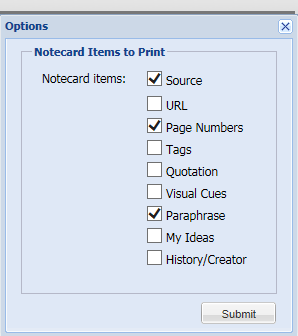 Options
Notecard Items to Print
Notecard items:
Source
URL
Page Numbers
Tags
Quotation
Visual Cues
Paraphrase
My Ideas
History/Creator
Submit